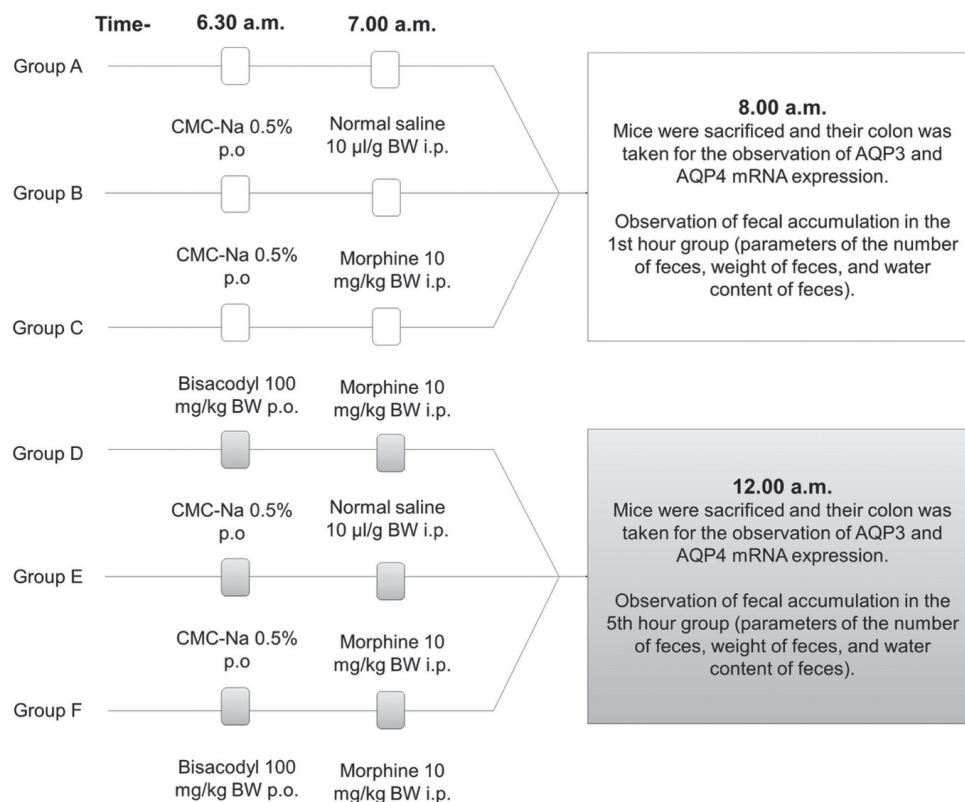 Time- 6.30 a.m. 7.00 a.m.
Group A
CMC-Na 0.5%
p.o
Normal saline
10 µl/g BW i.p.
Group B
CMC-Na 0.5%
p.o
Morphine 10
mg/kg BW i.p.
Group C
Bisacodyl 100
mg/kg BW p.o.
Morphine 10
mg/kg BW i.p.
8.00 a.m.
Mice were sacrificed and their colon was
taken for the observation of AQP3 and
AQP4 mRNA expression.
Observation of fecal accumulation in the
1st hour group (parameters of the number
of feces, weight of feces, and water
content of feces).
Group D
CMC-Na 0.5%
p.o
Normal saline
10 µl/g BW i.p.
Group E
CMC-Na 0.5%
p.o
Morphine 10
mg/kg BW i.p.
Group F
Bisacodyl 100
mg/kg BW p.o.
Morphine 10
mg/kg BW i.p.
12.00 a.m.
Mice were sacrificed and their colon was
taken for the observation of AQP3 and
AQP4 mRNA expression.
Observation of fecal accumulation in the
5th hour group (parameters of the number
of feces, weight of feces, and water
content of feces).